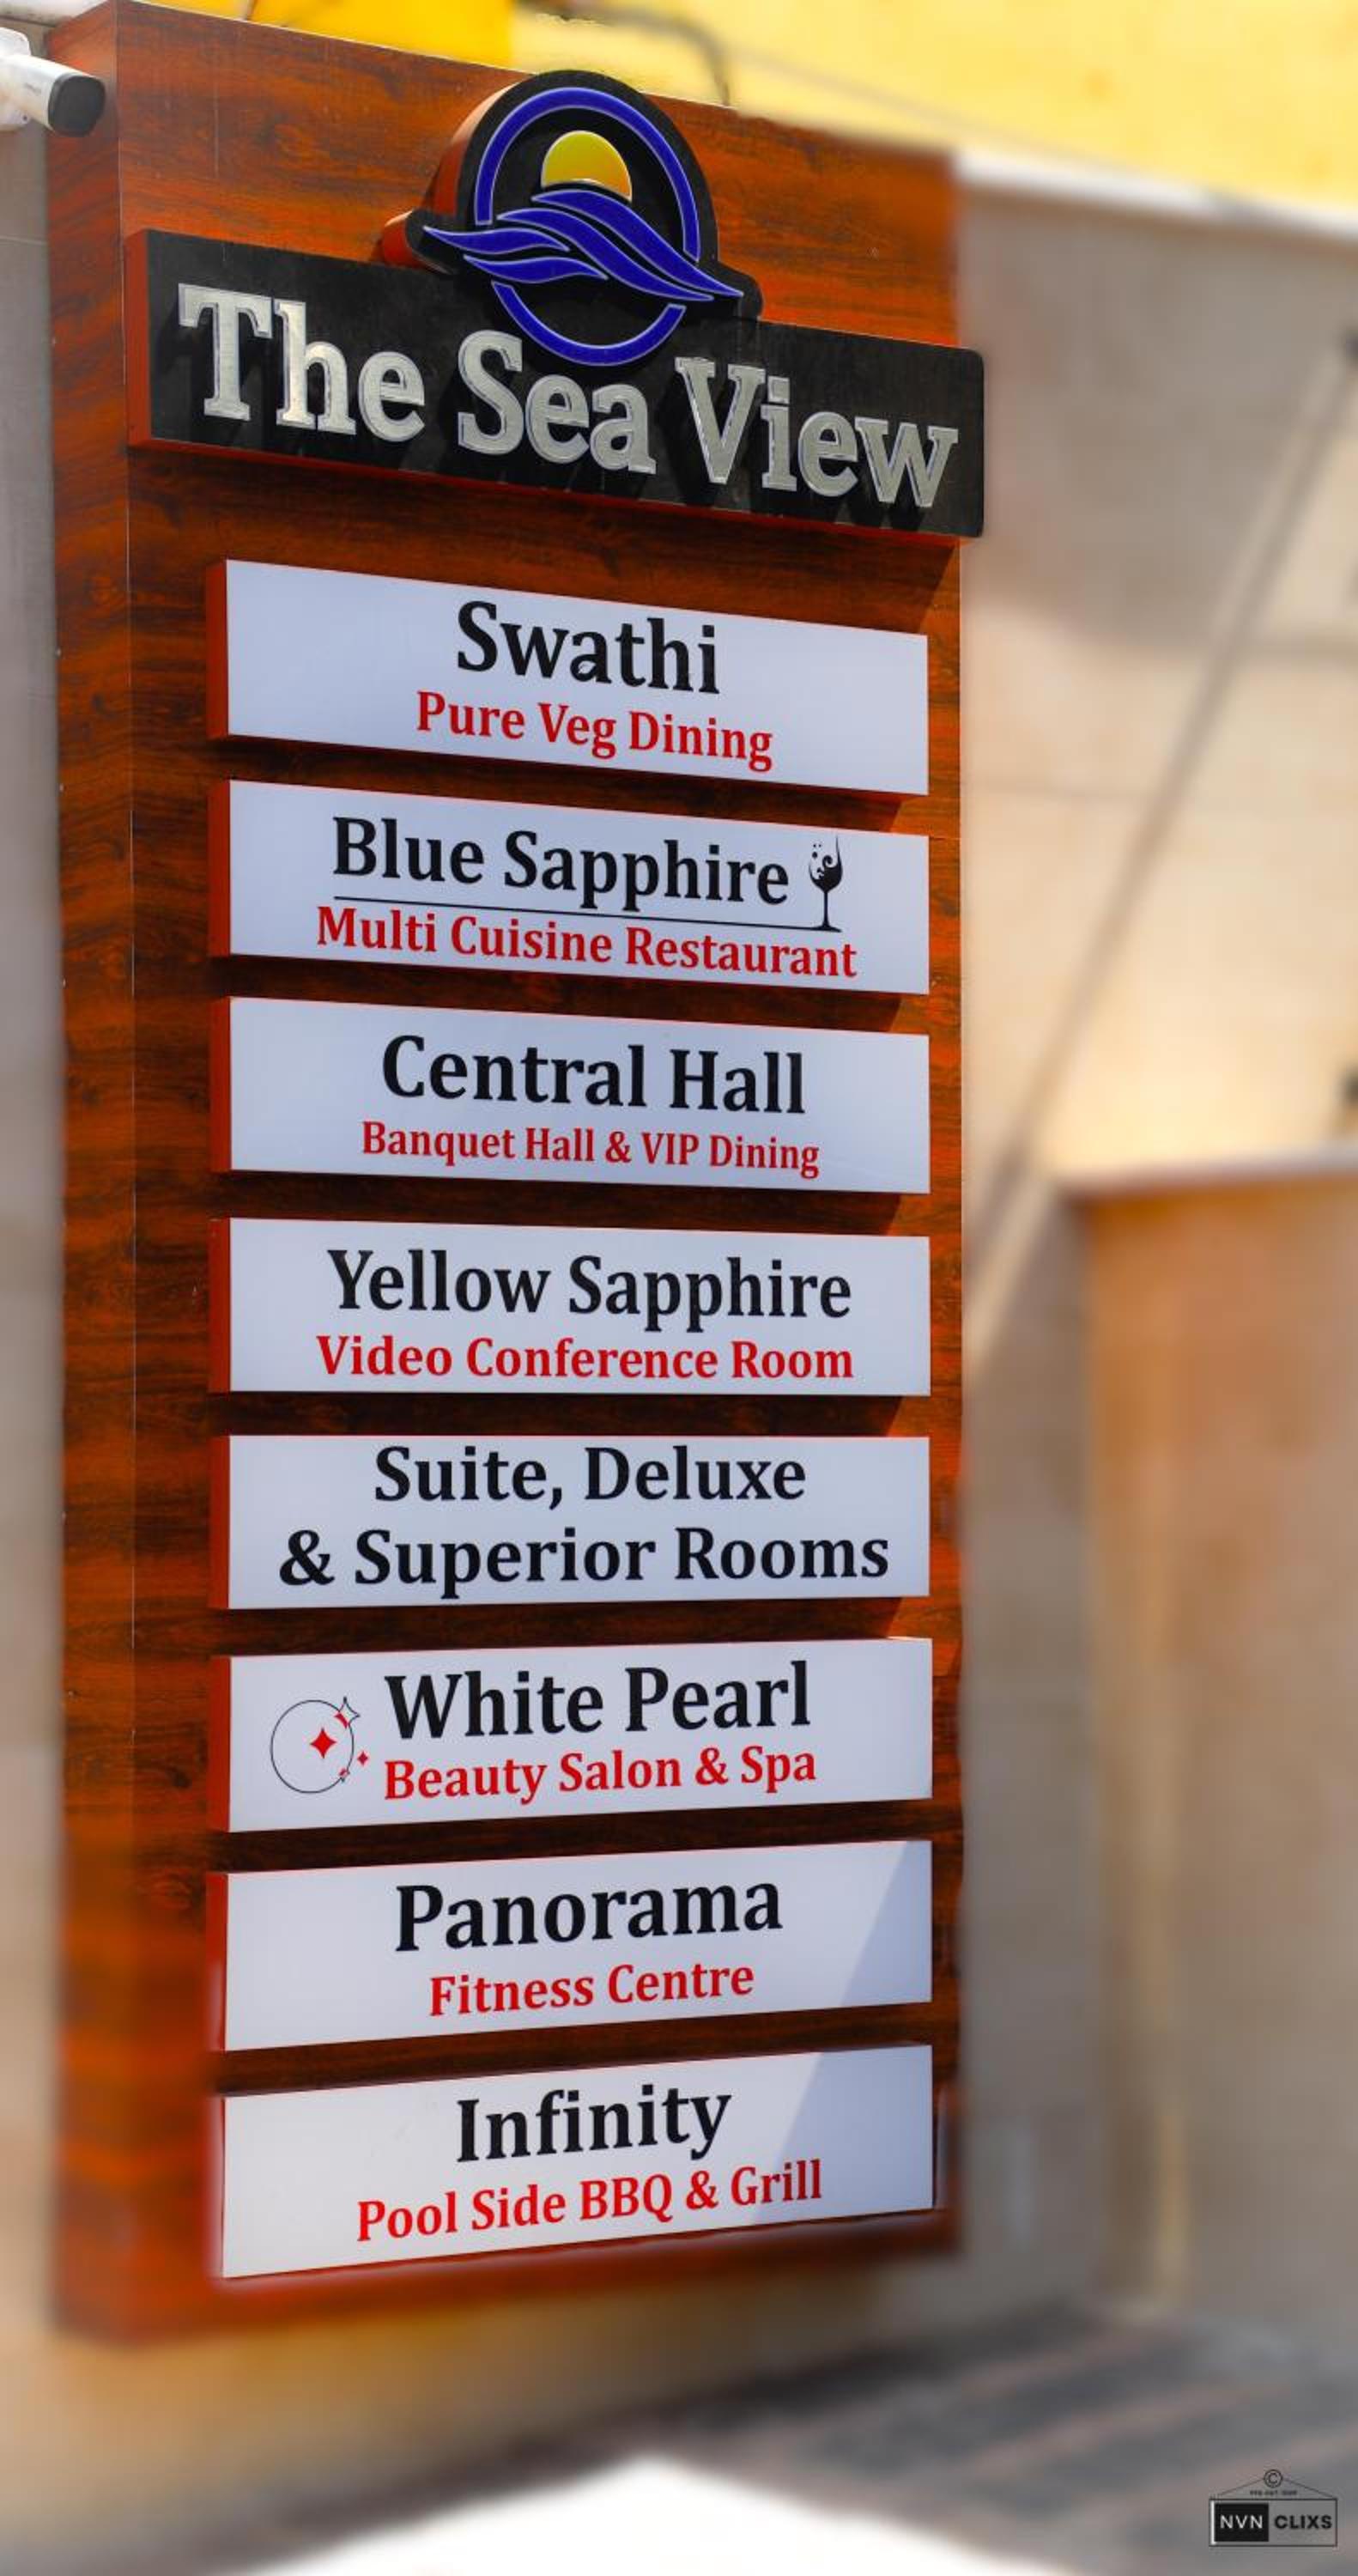 The Sea View
Swathi
Pure Veg Dining
Blue Sapphire
Multi Cuisine Restaurant
Central Hall
Banquet Hall & VIP Dining
Yellow Sapphire
Video Conference Room
Suite, Deluxe
& Superior Rooms
White Pearl
Beauty Salon & Spa
Panorama
Fitness Centre
Infinity
Pool Side BBQ & Grill
©
NVN CLIXS